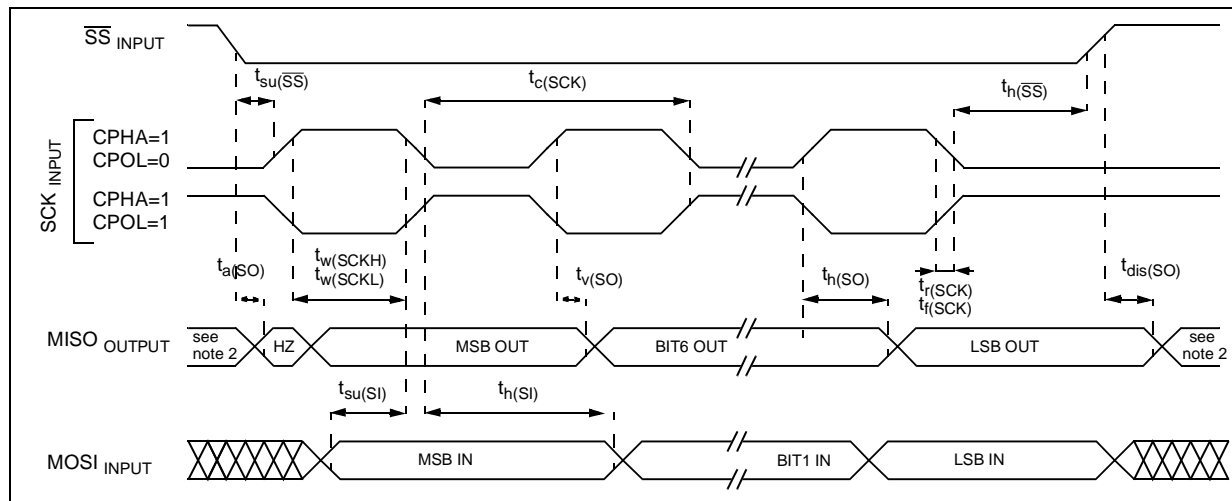 SS INPUT
tsu(SS)
tc(SCK)
th(SS)
SCK INPUT
CPHA=1
CPOL=0
CPHA=1
CPOL=1
ta(SO)
tw(SCKH)
tw(SCKL)
tv(SO)
th(SO)
tr(SCK)
tf(SCK)
tdis(SO)
MISO OUTPUT
see
note 2
HZ
MSB OUT
BIT6 OUT
LSB OUT
see
note 2
tsu(SI)
th(SI)
MOSI INPUT
MSB IN
BIT1 IN
LSB IN